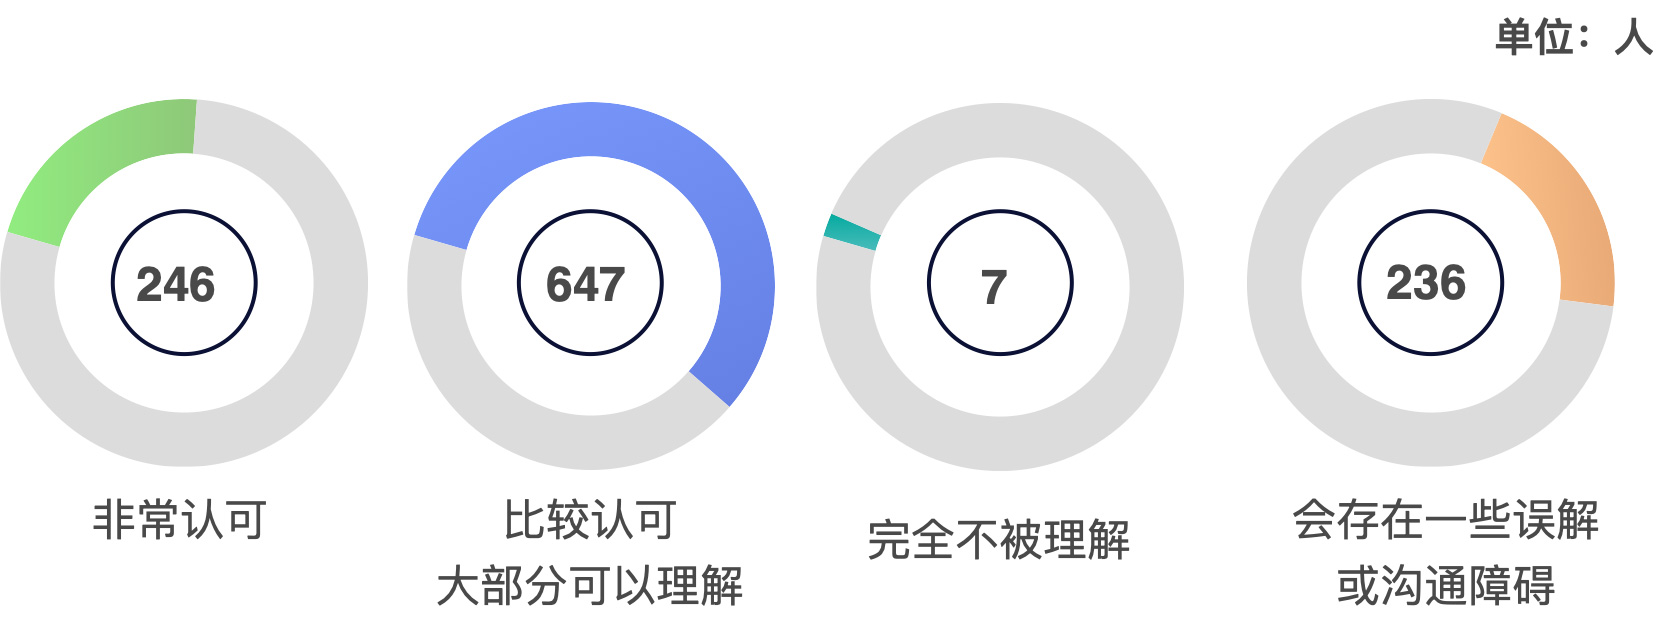 单位：人
246
647
7
236
非常认可
比较认可
大部分可以理解
完全不被理解
会存在一些误解
或沟通障碍